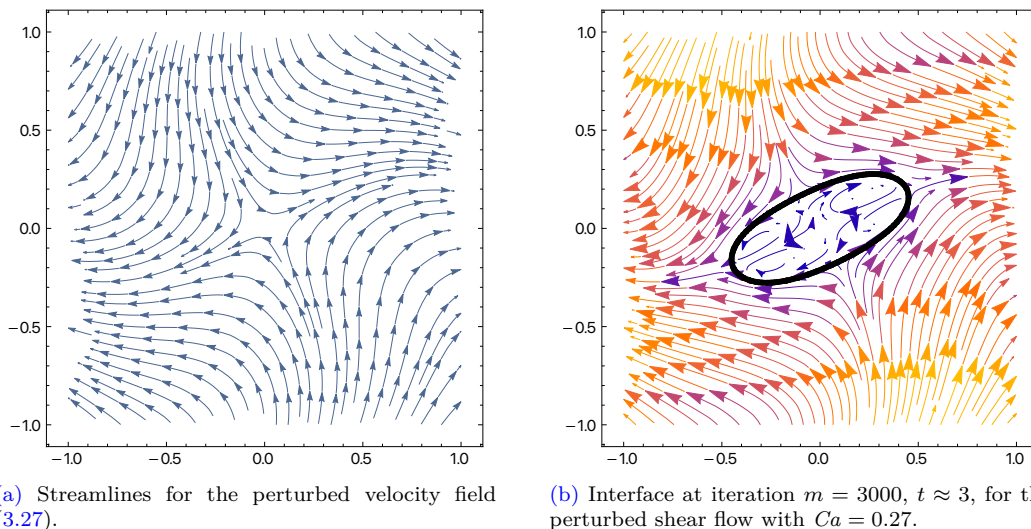 1.0
0.5
0.0
−0.5
−1.0
−1.0 −0.5 0.0 0.5 1.0
1.0
0.5
0.0
−0.5
−1.0
−1.0 −0.5 0.0 0.5 1.0
(a) Streamlines for the perturbed velocity field
(3.27).
(b) Interface at iteration m = 3000, t ≈ 3, for
perturbed shear flow with Ca = 0.27.